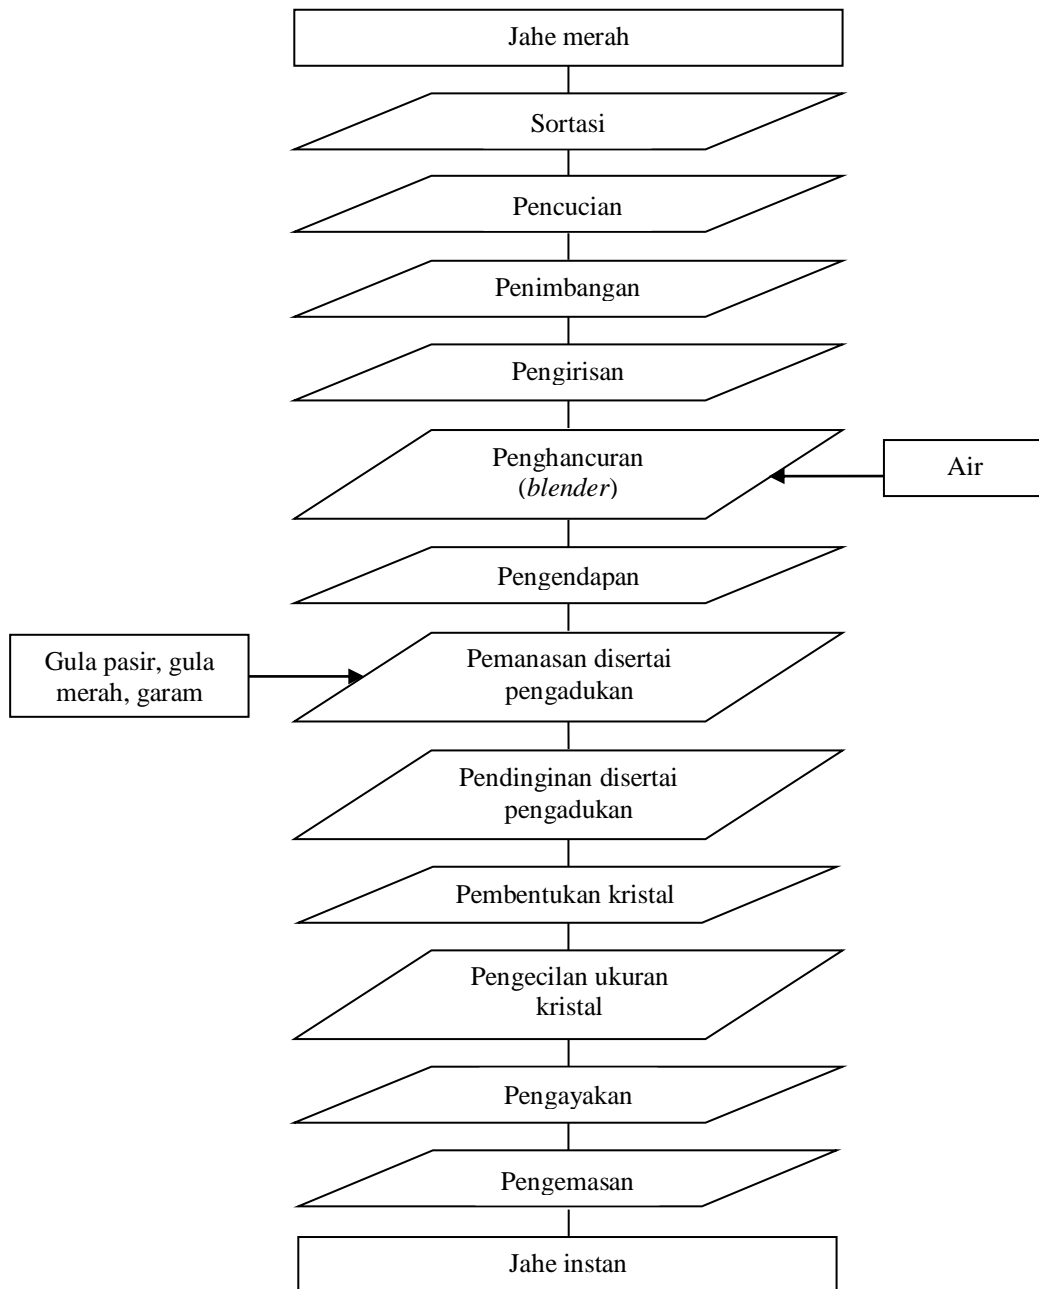 Jahe merah
Sortasi
Pencucian
Penimbangan
Pengirisan
Penghancuran
(blender)
Air
Pengendapan
Gula pasir, gula
merah, garam
Pemanasan disertai
pengadukan
Pendinginan disertai
pengadukan
Pembentukan kristal
Pengecilan ukuran
kristal
Pengayakan
Pengemasan
Jahe instan